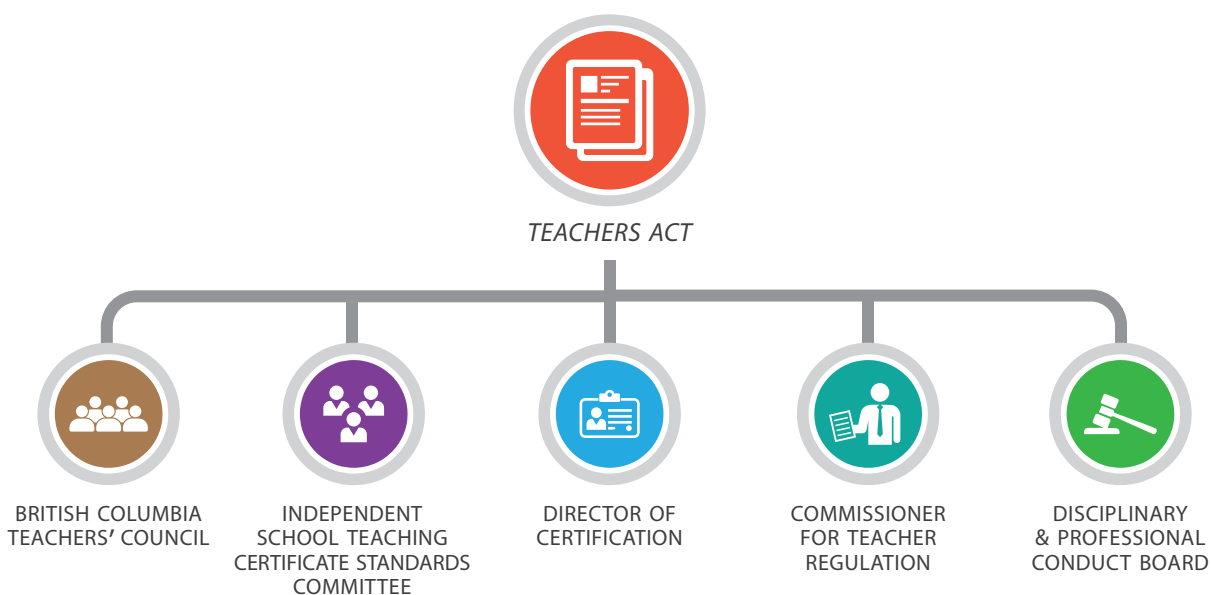 TEACHERS ACT
BRITISH COLUMBIA
TEACHERS' COUNCIL
INDEPENDENT
SCHOOL TEACHING
CERTIFICATE STANDARDS
COMMITTEE
DIRECTOR OF
CERTIFICATION
COMMISSIONER
FOR TEACHER
REGULATION
DISCIPLINARY
& PROFESSIONAL
CONDUCT BOARD